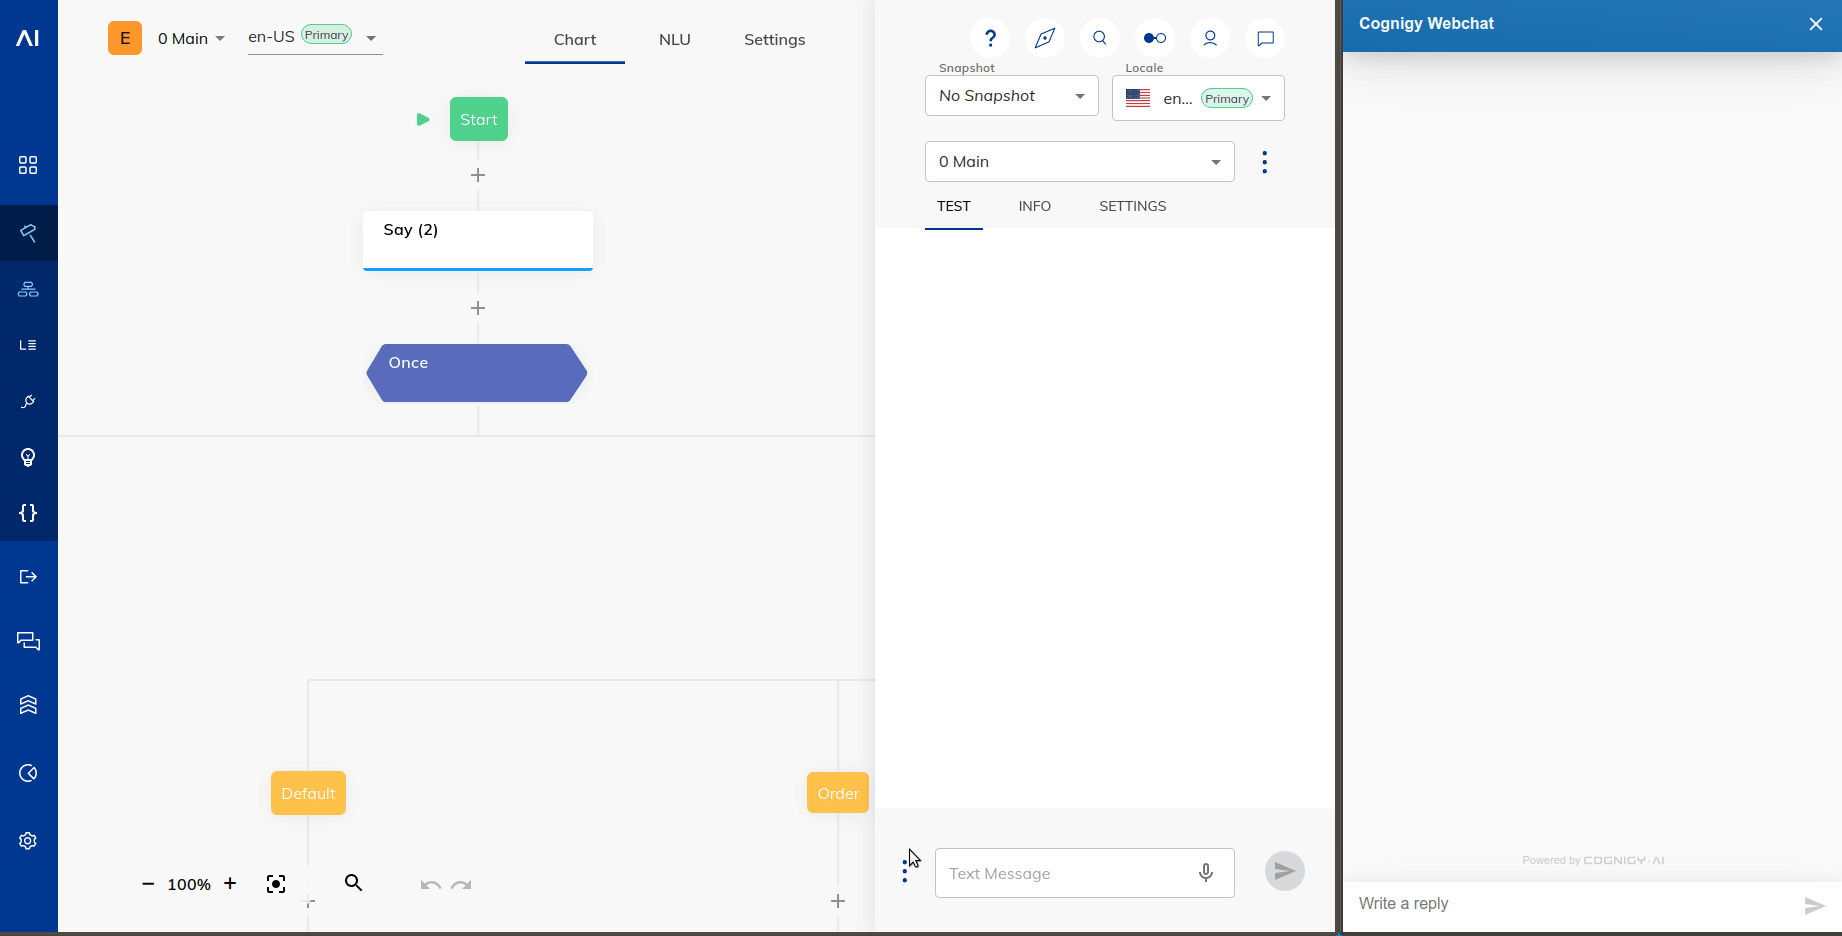 AI
E
0 Main
en-US Primary
Chart
NLU
Settings
Start
Say (2)
Once
Default
Order
100%
?
Snapshot
No Snapshot
Locale
en... Primary
0 Main
TEST
INFO
SETTINGS
Text Message
Cognigy Webchat
Powered by COGNIGY·AI
Write a reply